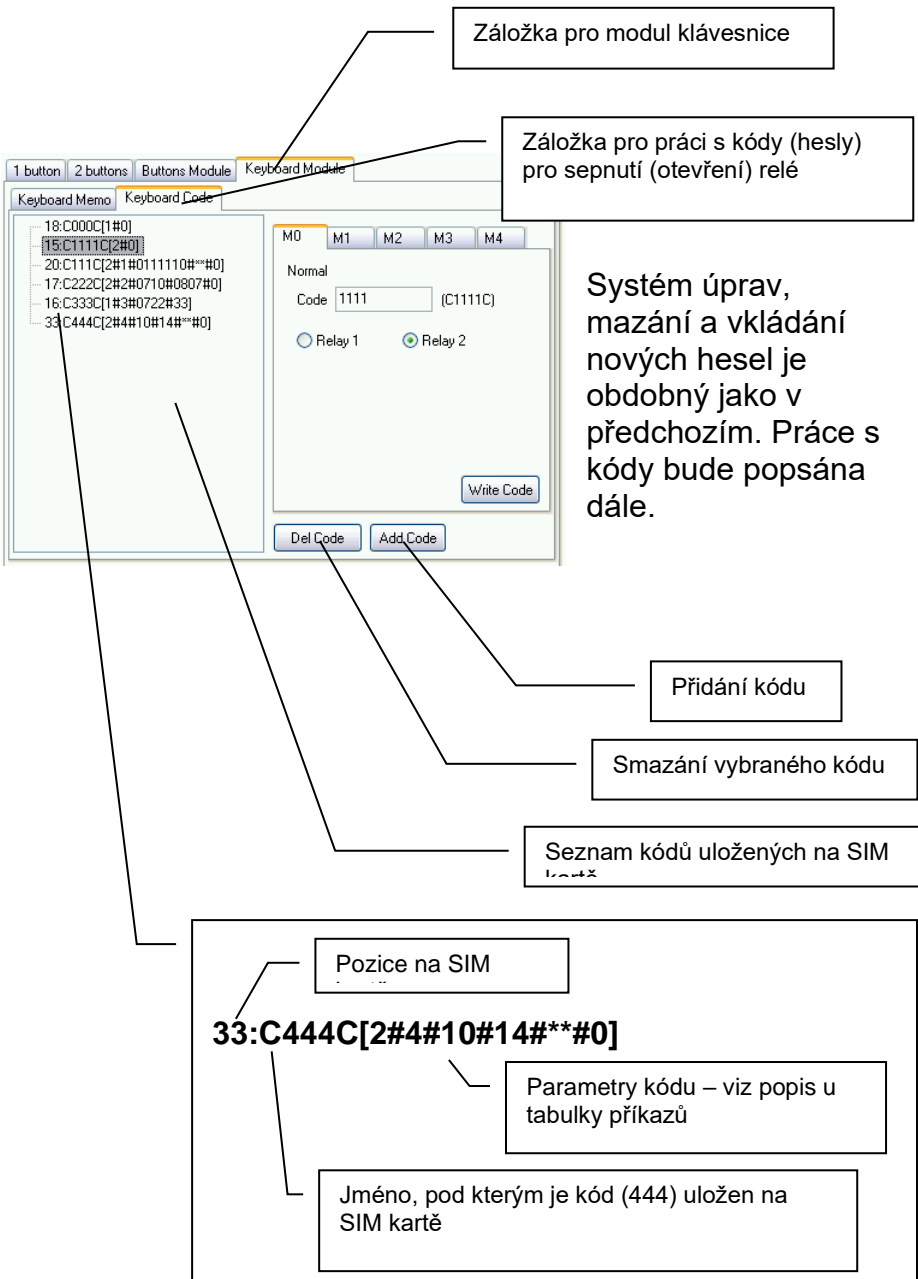 Záložka pro modul klávesnice
Záložka pro práci s kódy (hesly)
pro sepnutí (otevření) relé
1 button 2 buttons Buttons Module Keyboard Module
Keyboard Memo Keyboard Code
18:C000C[1#0]
15:C1111C[2#0]
20:C111C[2#1#0111110#**#0]
17:C222C[2#2#0710#0807#0]
16:C333C[1#3#0722#33]
33:C444C[2#4#10#14#**#0]
M0 M1 M2 M3 M4
Normal
Code 1111 (C1111C)
Relay 1 Relay 2
Write Code
Del Code Add Code
Systém úprav,
mazání a vkládání
nových hesel je
obdobný jako v
předchozím. Práce s
kódy bude popsána
dále.
Přidání kódu
Smazání vybraného kódu
Seznam kódů uložených na SIM
Pozice na SIM
33:C444C[2#4#10#14#**#0]
Parametry kódu – viz popis u
tabulky příkazů
Jméno, pod kterým je kód (444) uložen na
SIM kartě